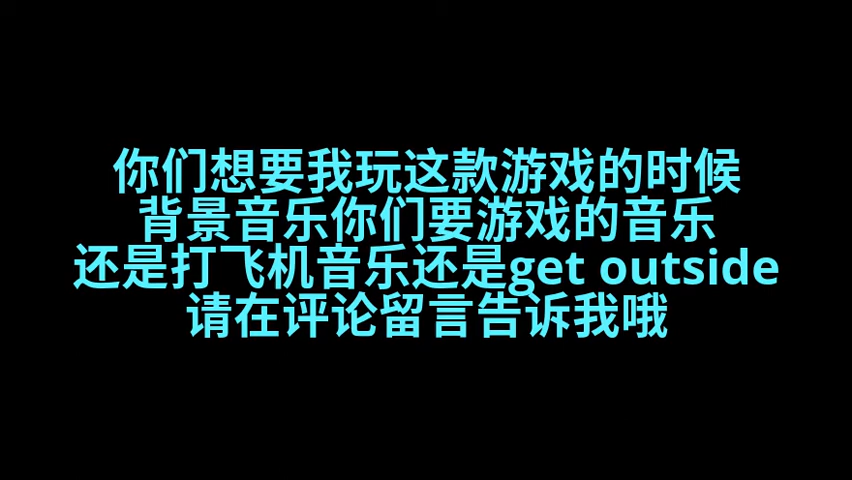 你们想要我玩这款游戏的时候
背景音乐你们要游戏的音乐
还是打飞机音乐还是get outside
请在评论留言告诉我哦